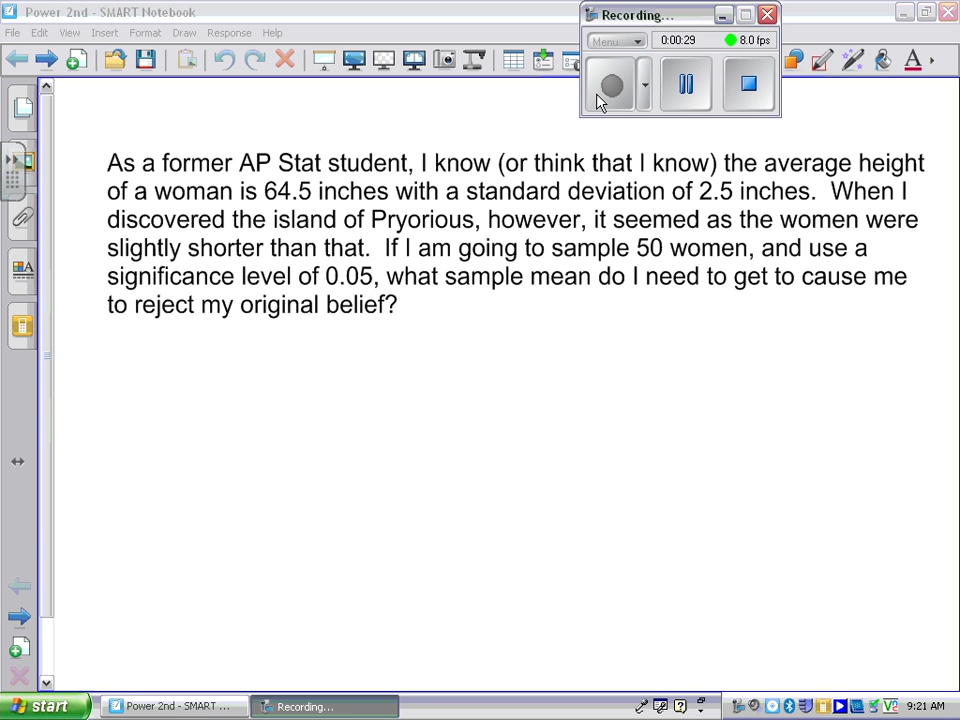 Power 2nd - SMART Notebook
File Edit View Insert Format Draw Response Help
Recording...
Menu 0:00:29 8.0 fps
A
As a former AP Stat student, I know (or think that I know) the average height
of a woman is 64.5 inches with a standard deviation of 2.5 inches.  When I
discovered the island of Pryorious, however, it seemed as the women were
slightly shorter than that.  If I am going to sample 50 women, and use a
significance level of 0.05, what sample mean do I need to get to cause me
to reject my original belief?
start Power 2nd - SMART ... Recording... 9:21 AM